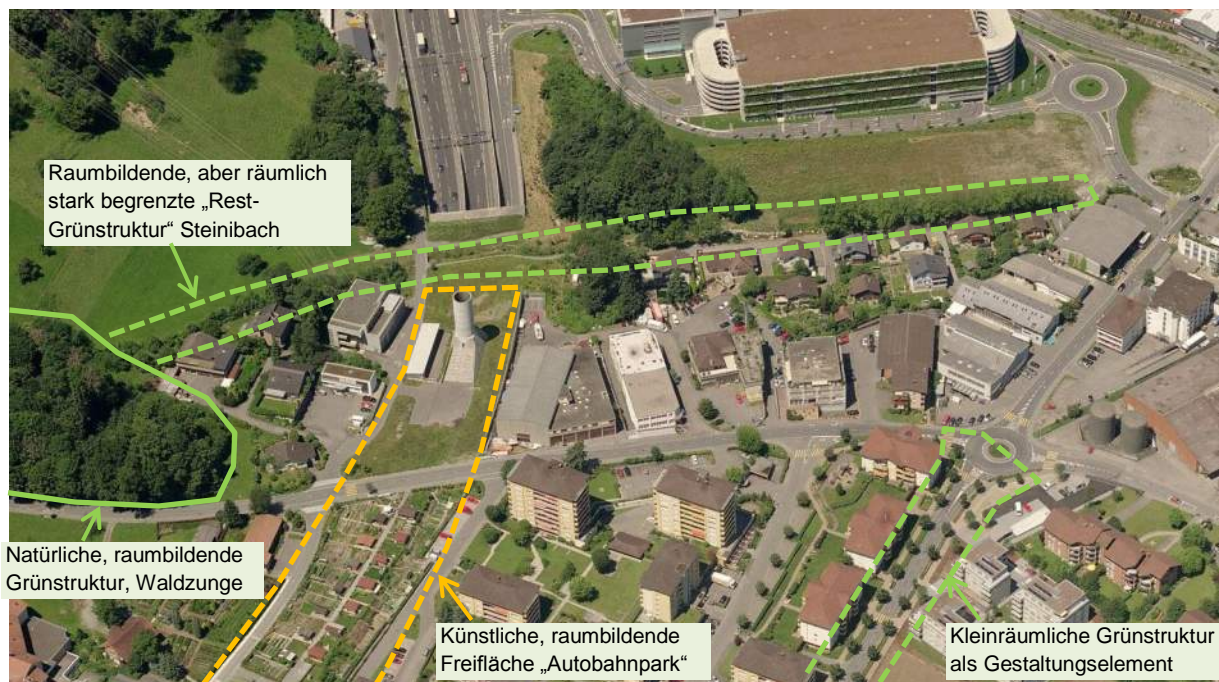 Raumbildende, aber räumlich
stark begrenzte „Rest-
Grünstruktur“ Steinibach
Natürliche, raumbildende
Grünstruktur, Waldzunge
Künstliche, raumbildende
Freifläche „Autobahnpark“
Kleinräumliche Grünstruktur
als Gestaltungselement